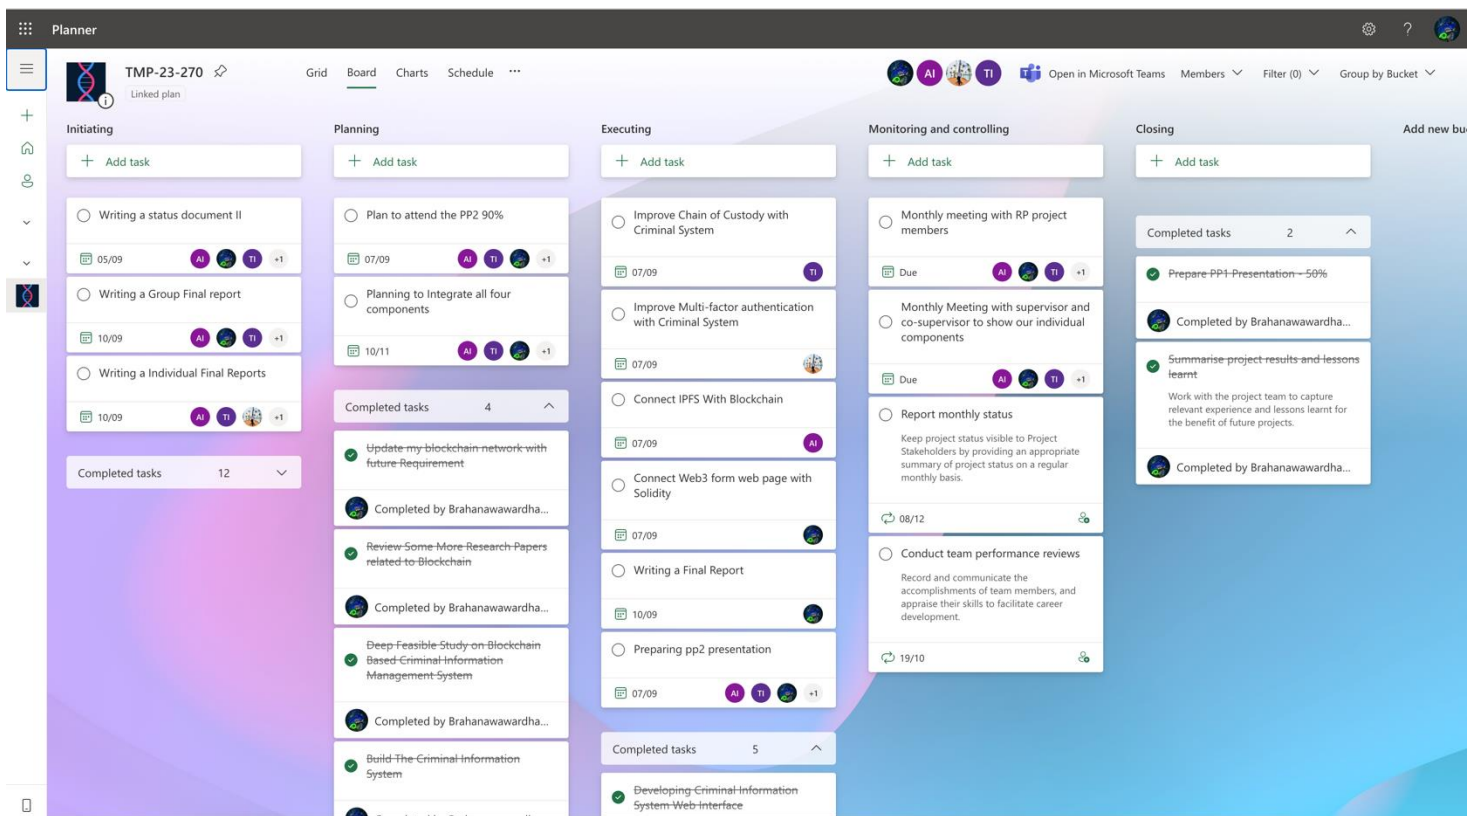 Planner
TMP-23-270
Linked plan
Grid Board Charts Schedule ...
AI TI
Open in Microsoft Teams Members Filter (0) Group by Bucket
Initiating
+ Add task
Writing a status document II
05/09 AI TI +1
Writing a Group Final report
10/09 AI TI +1
Writing a Individual Final Reports
10/09 AI TI +1
Completed tasks 12
Planning
+ Add task
Plan to attend the PP2 90%
07/09 AI TI +1
Planning to Integrate all four
components
10/11 AI TI +1
Completed tasks 4
Update my blockchain network with
future Requirement
Completed by Brahanawawardha...
Review Some More Research Papers
related to Blockchain
Completed by Brahanawawardha...
Deep Feasible Study on Blockchain
Based Criminal Information
Management System
Completed by Brahanawawardha...
Build The Criminal Information
System
Executing
+ Add task
Improve Chain of Custody with
Criminal System
07/09 TI
Improve Multi-factor authentication
with Criminal System
07/09
Connect IPFS With Blockchain
07/09 AI
Connect Web3 form web page with
Solidity
07/09
Writing a Final Report
10/09
Preparing pp2 presentation
07/09 AI TI +1
Completed tasks 5
Developing Criminal Information
System Web Interface
Monitoring and controlling
+ Add task
Monthly meeting with RP project
members
Due AI TI +1
Monthly Meeting with supervisor and
co-supervisor to show our individual
components
Due AI TI +1
Report monthly status
Keep project status visible to Project
Stakeholders by providing an appropriate
summary of project status on a regular
monthly basis.
08/12
Conduct team performance reviews
Record and communicate the
accomplishments of team members, and
appraise their skills to facilitate career
development.
19/10
Closing
+ Add task
Completed tasks 2
Prepare PP1 Presentation - 50%
Completed by Brahanawawardha...
Summarise project results and lessons
learnt
Work with the project team to capture
relevant experience and lessons learnt for
the benefit of future projects.
Completed by Brahanawawardha...
Add new bu